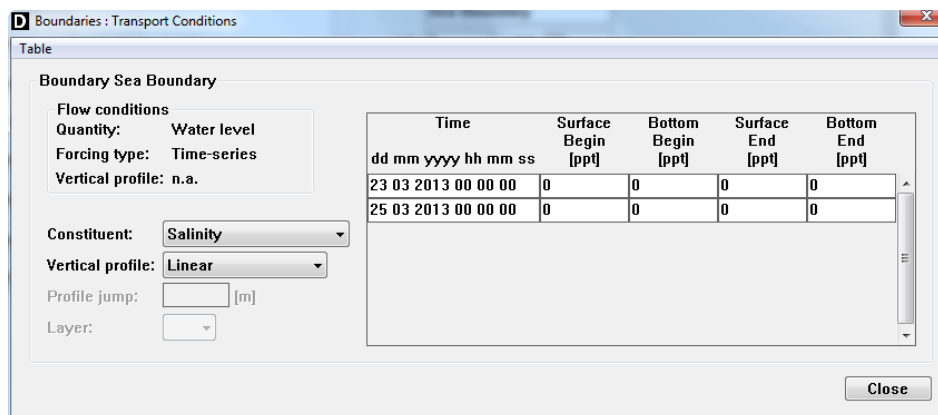 D Boundaries : Transport Conditions
x
Table
Boundary Sea Boundary
Flow conditions
Quantity: Water level
Forcing type: Time-series
Vertical profile: n.a.
Constituent: Salinity
Vertical profile: Linear
Profile jump: [m]
Layer:
Time Surface Bottom Surface Bottom
Begin Begin End End
dd mm yyyy hh mm ss [ppt] [ppt] [ppt] [ppt]
23 03 2013 00 00 00 0 0 0 0
25 03 2013 00 00 00 0 0 0 0
Close